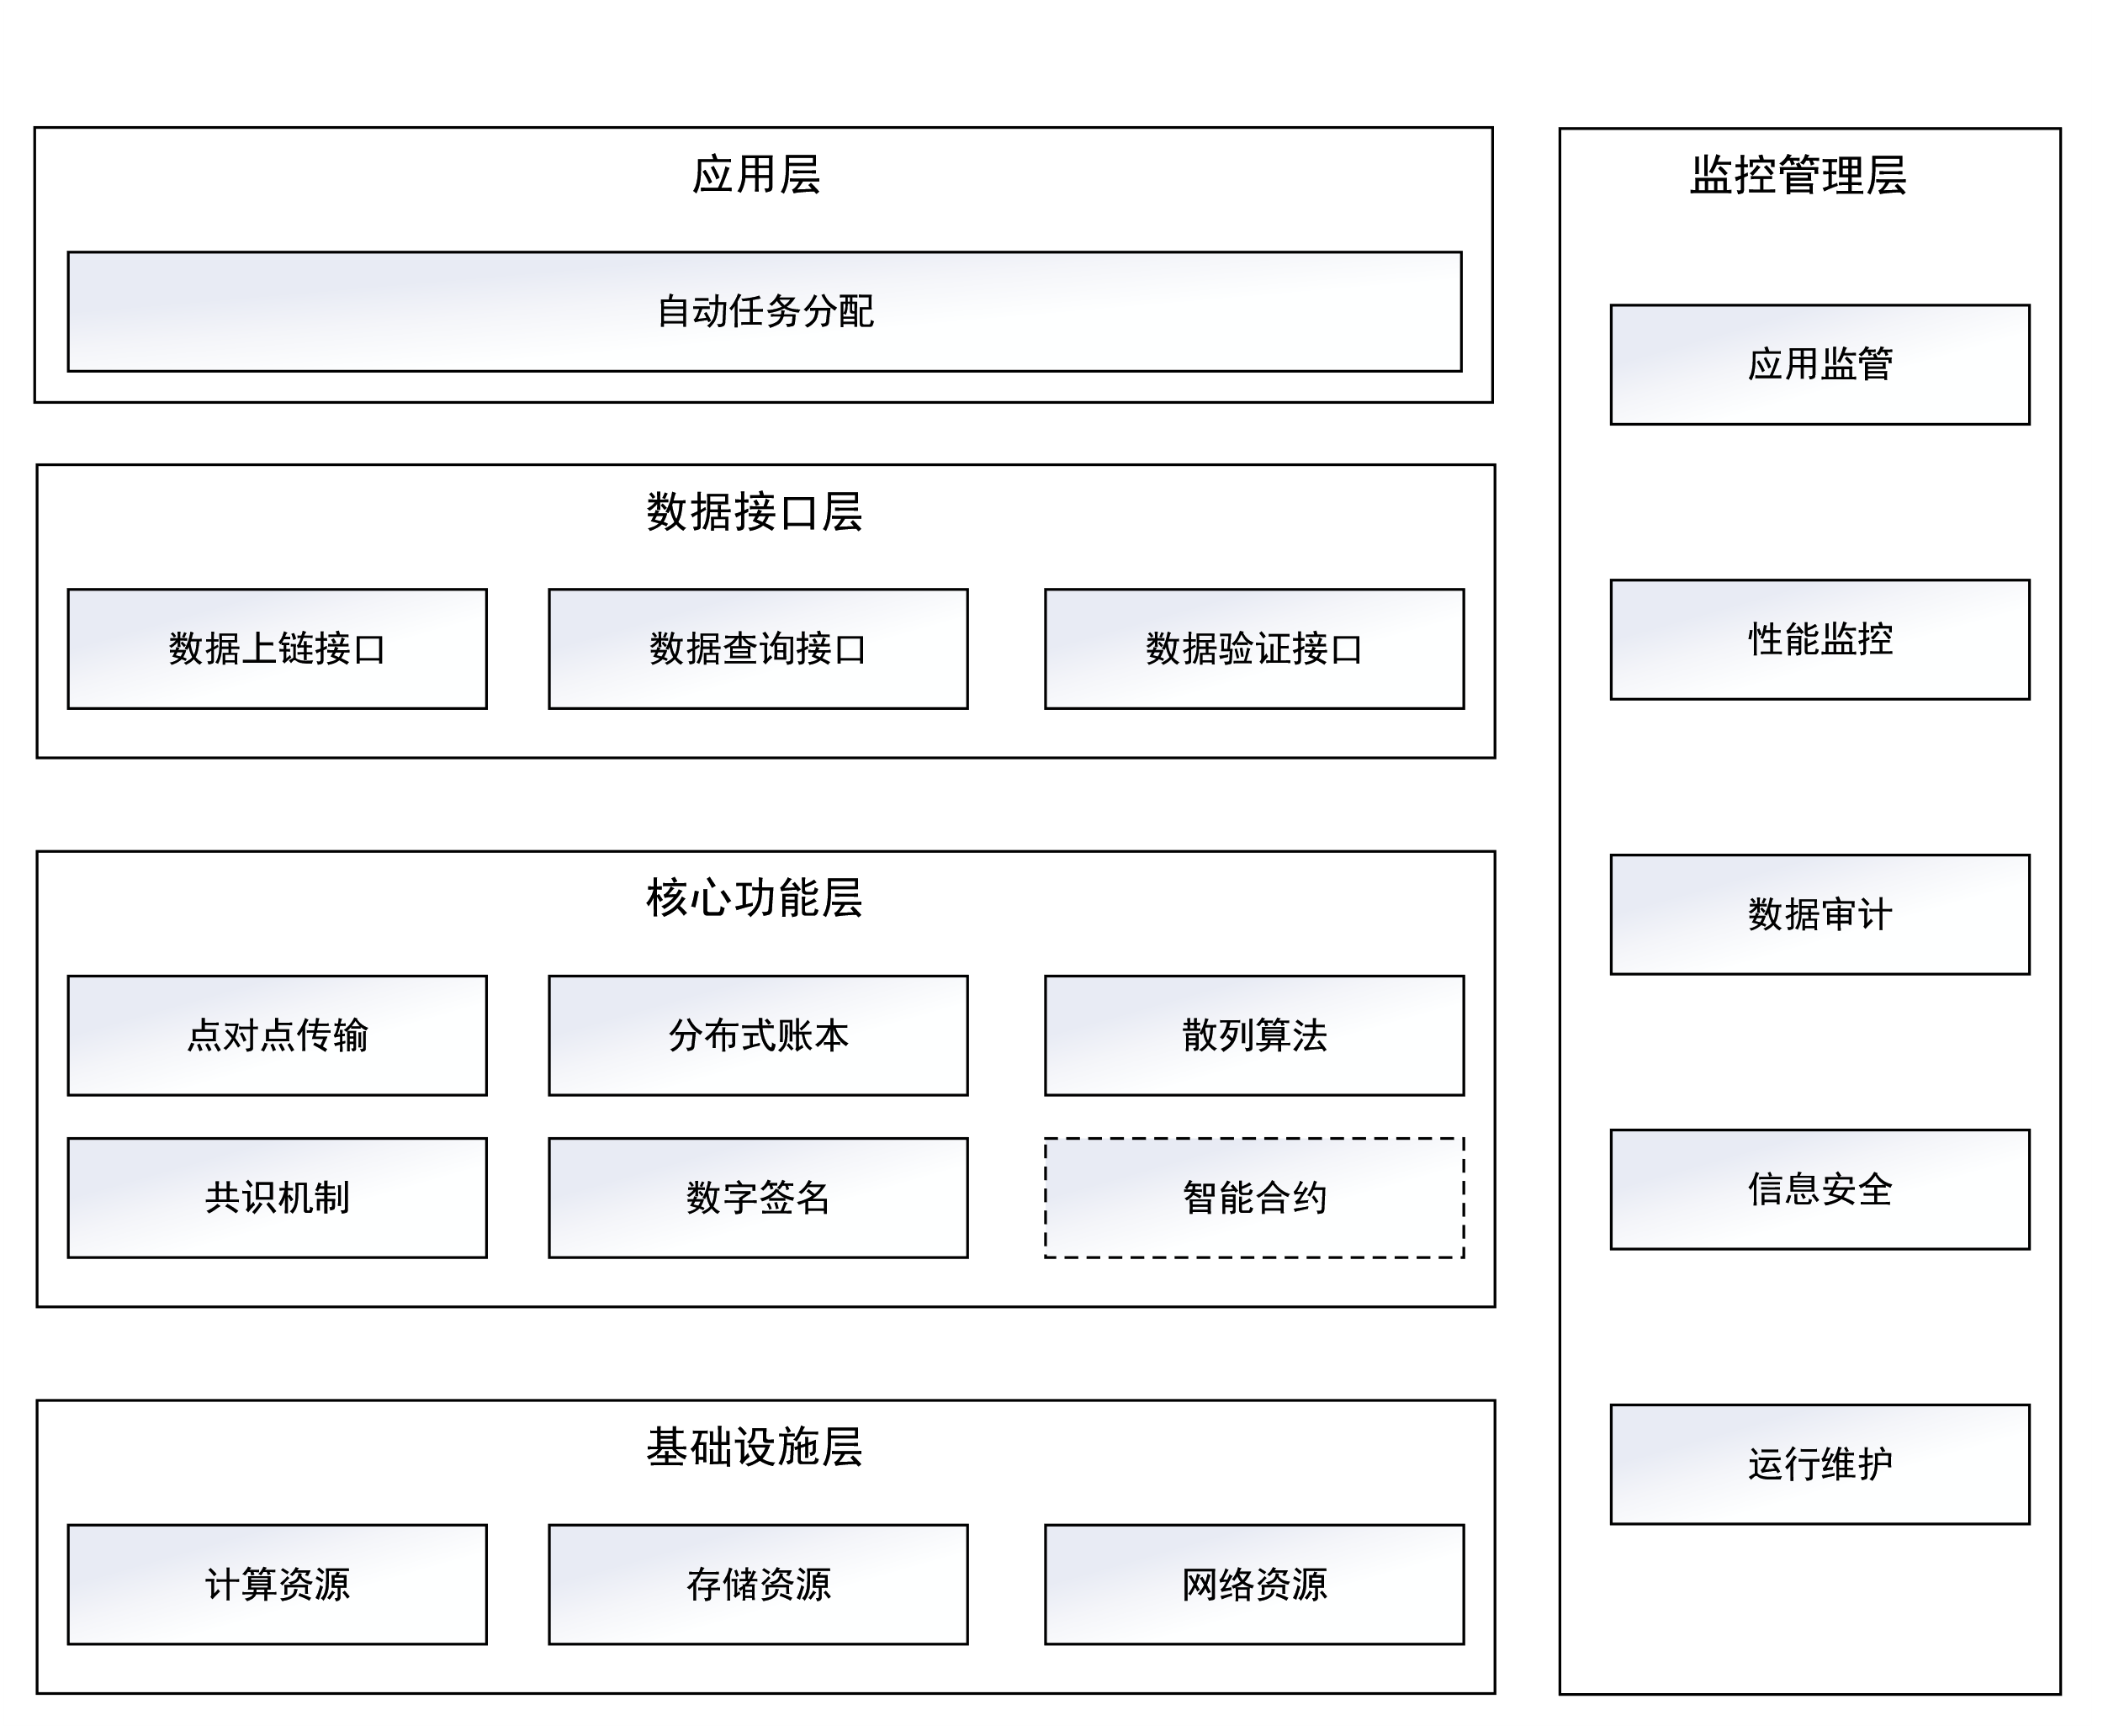 应用层
自动任务分配
数据接口层
数据上链接口
数据查询接口
数据验证接口
核心功能层
点对点传输
分布式账本
散列算法
共识机制
数字签名
智能合约
基础设施层
计算资源
存储资源
网络资源
监控管理层
应用监管
性能监控
数据审计
信息安全
运行维护